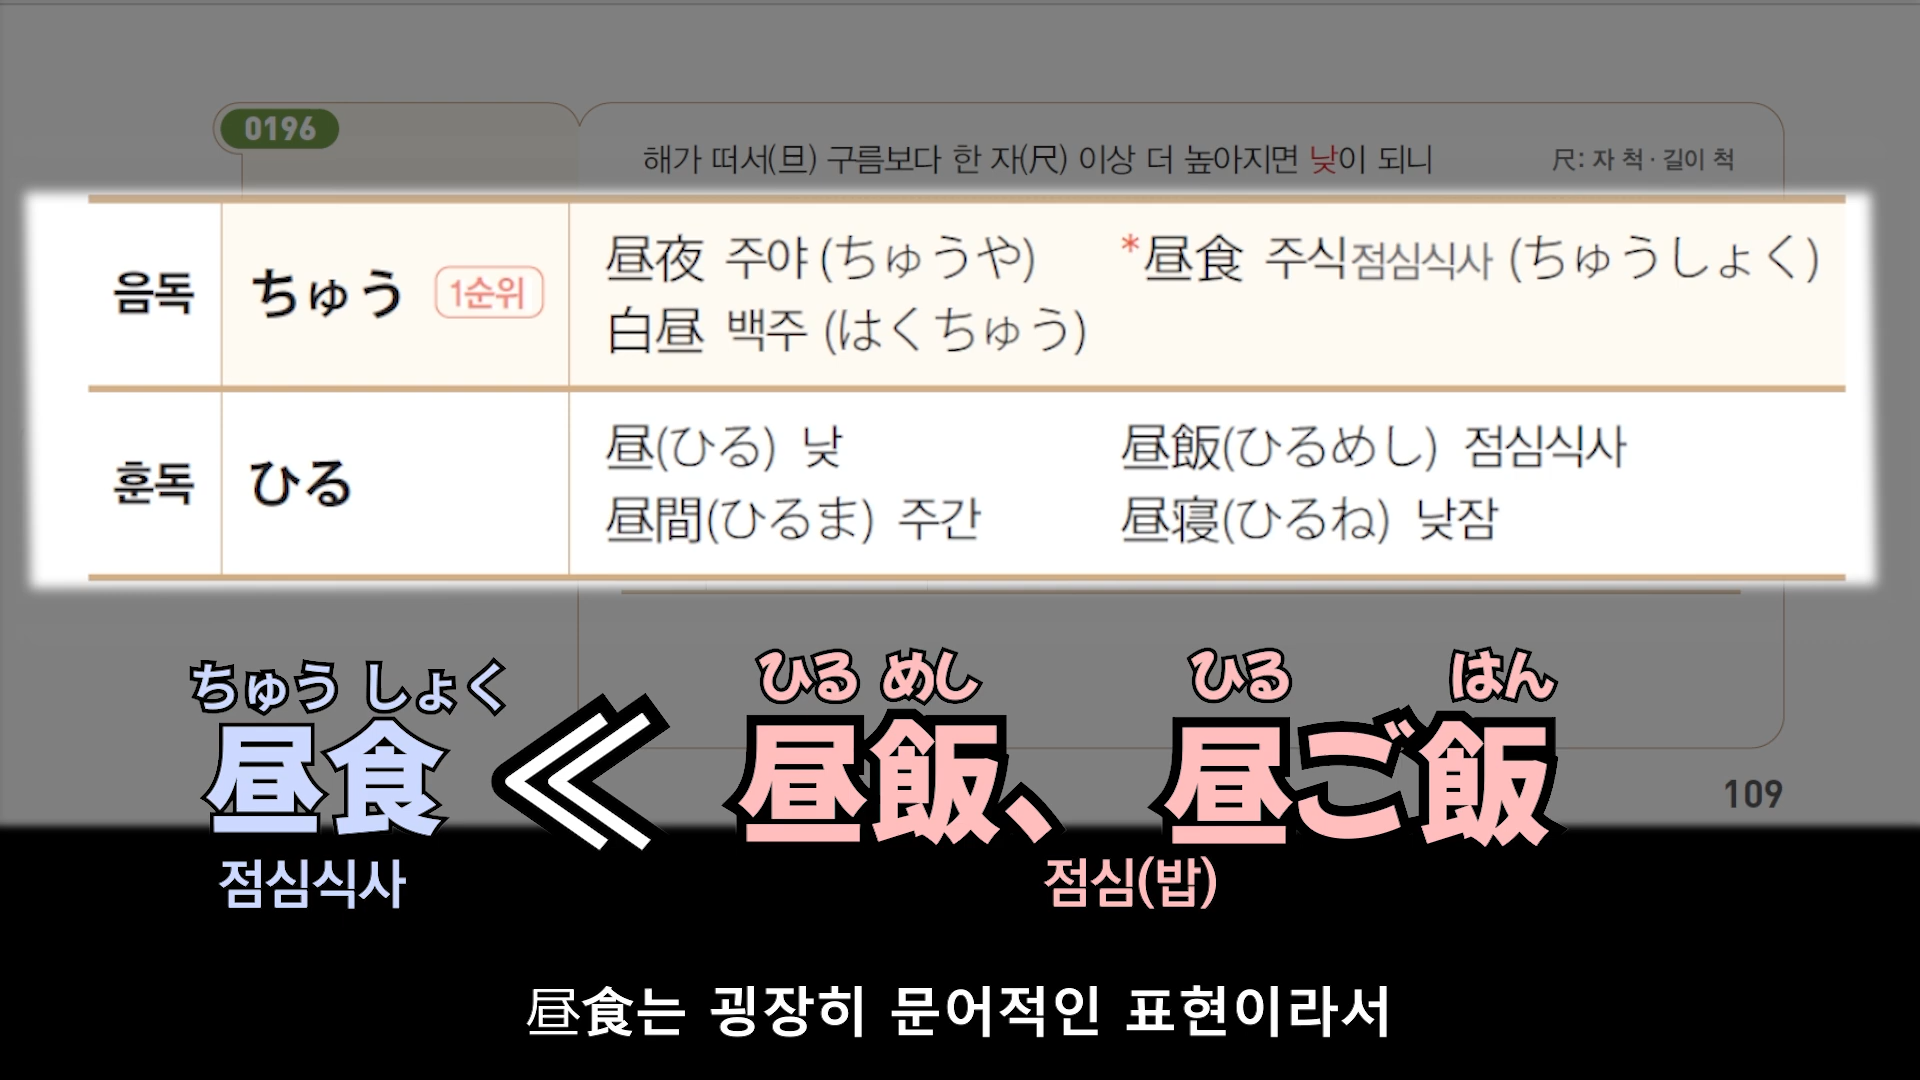 0196
해가 떠서(旦) 구름보다 한 자(尺) 이상 더 높아지면 낮이 되니
尺: 자 척 · 길이 척
음독
ちゅう 1순위
昼夜 주야 (ちゅうや)
*昼食 주식점심식사 (ちゅうしょく)
白昼 백주 (はくちゅう)
훈독
ひる
昼(ひる) 낮
昼飯(ひるめし) 점심식사
昼間(ひるま) 주간
昼寝(ひるね) 낮잠
ちゅう しょく
昼食
점심식사
≪
ひる めし
昼飯、
ひる はん
昼ご飯
점심(밥)
109
昼食는 굉장히 문어적인 표현이라서